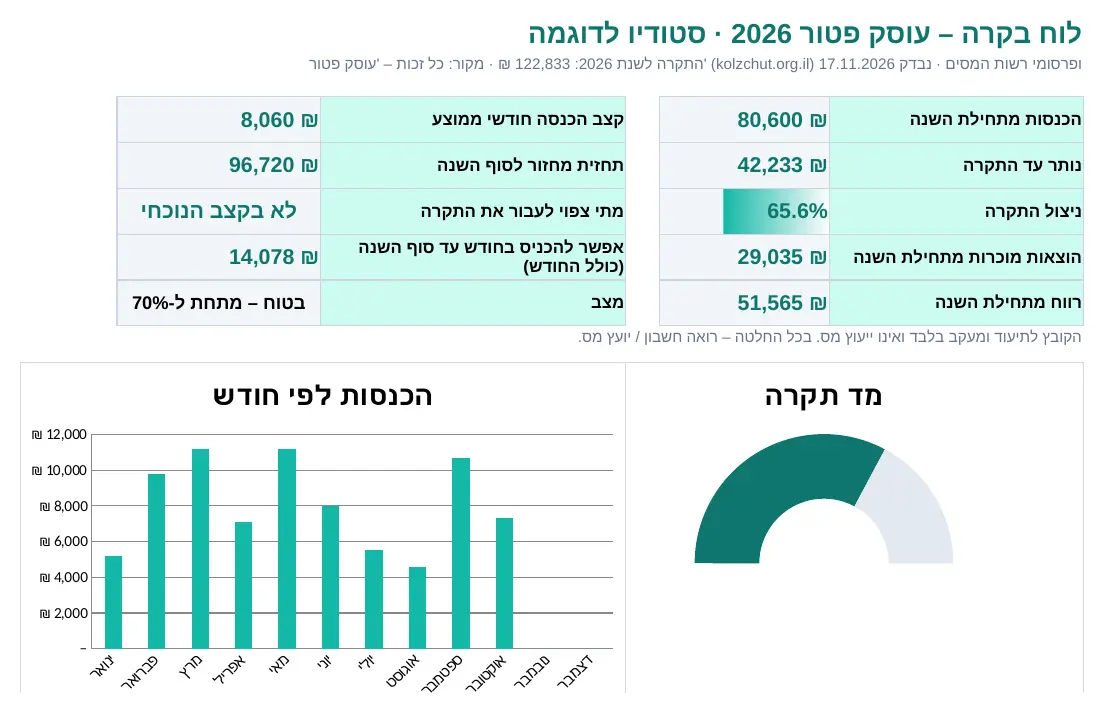 לוח בקרה – עוסק פטור 2026 · סטודיו לדוגמה
ופרסומי רשות המסים · נבדק 17.11.2026 (kolzchut.org.il) 'התקרה לשנת 2026: 122,833 ₪ · מקור: כל זכות – 'עוסק פטור
הכנסות מתחילת השנה 80,600 ₪
נותר עד התקרה 42,233 ₪
ניצול התקרה 65.6%
הוצאות מוכרות מתחילת השנה 29,035 ₪
רווח מתחילת השנה 51,565 ₪
קצב הכנסה חודשי ממוצע 8,060 ₪
תחזית מחזור לסוף השנה 96,720 ₪
מתי צפוי לעבור את התקרה לא בקצב הנוכחי
אפשר להכניס בחודש עד סוף השנה
(כולל החודש) 14,078 ₪
מצב בטוח – מתחת ל-70%
הקובץ לתיעוד ומעקב בלבד ואינו ייעוץ מס. בכל החלטה – רואה חשבון / יועץ מס.
מד תקרה
הכנסות לפי חודש
₪ 12,000
₪ 10,000
₪ 8,000
₪ 6,000
₪ 4,000
₪ 2,000
–
ינואר
פברואר
מרץ
אפריל
מאי
יוני
יולי
אוגוסט
ספטמבר
אוקטובר
נובמבר
דצמבר